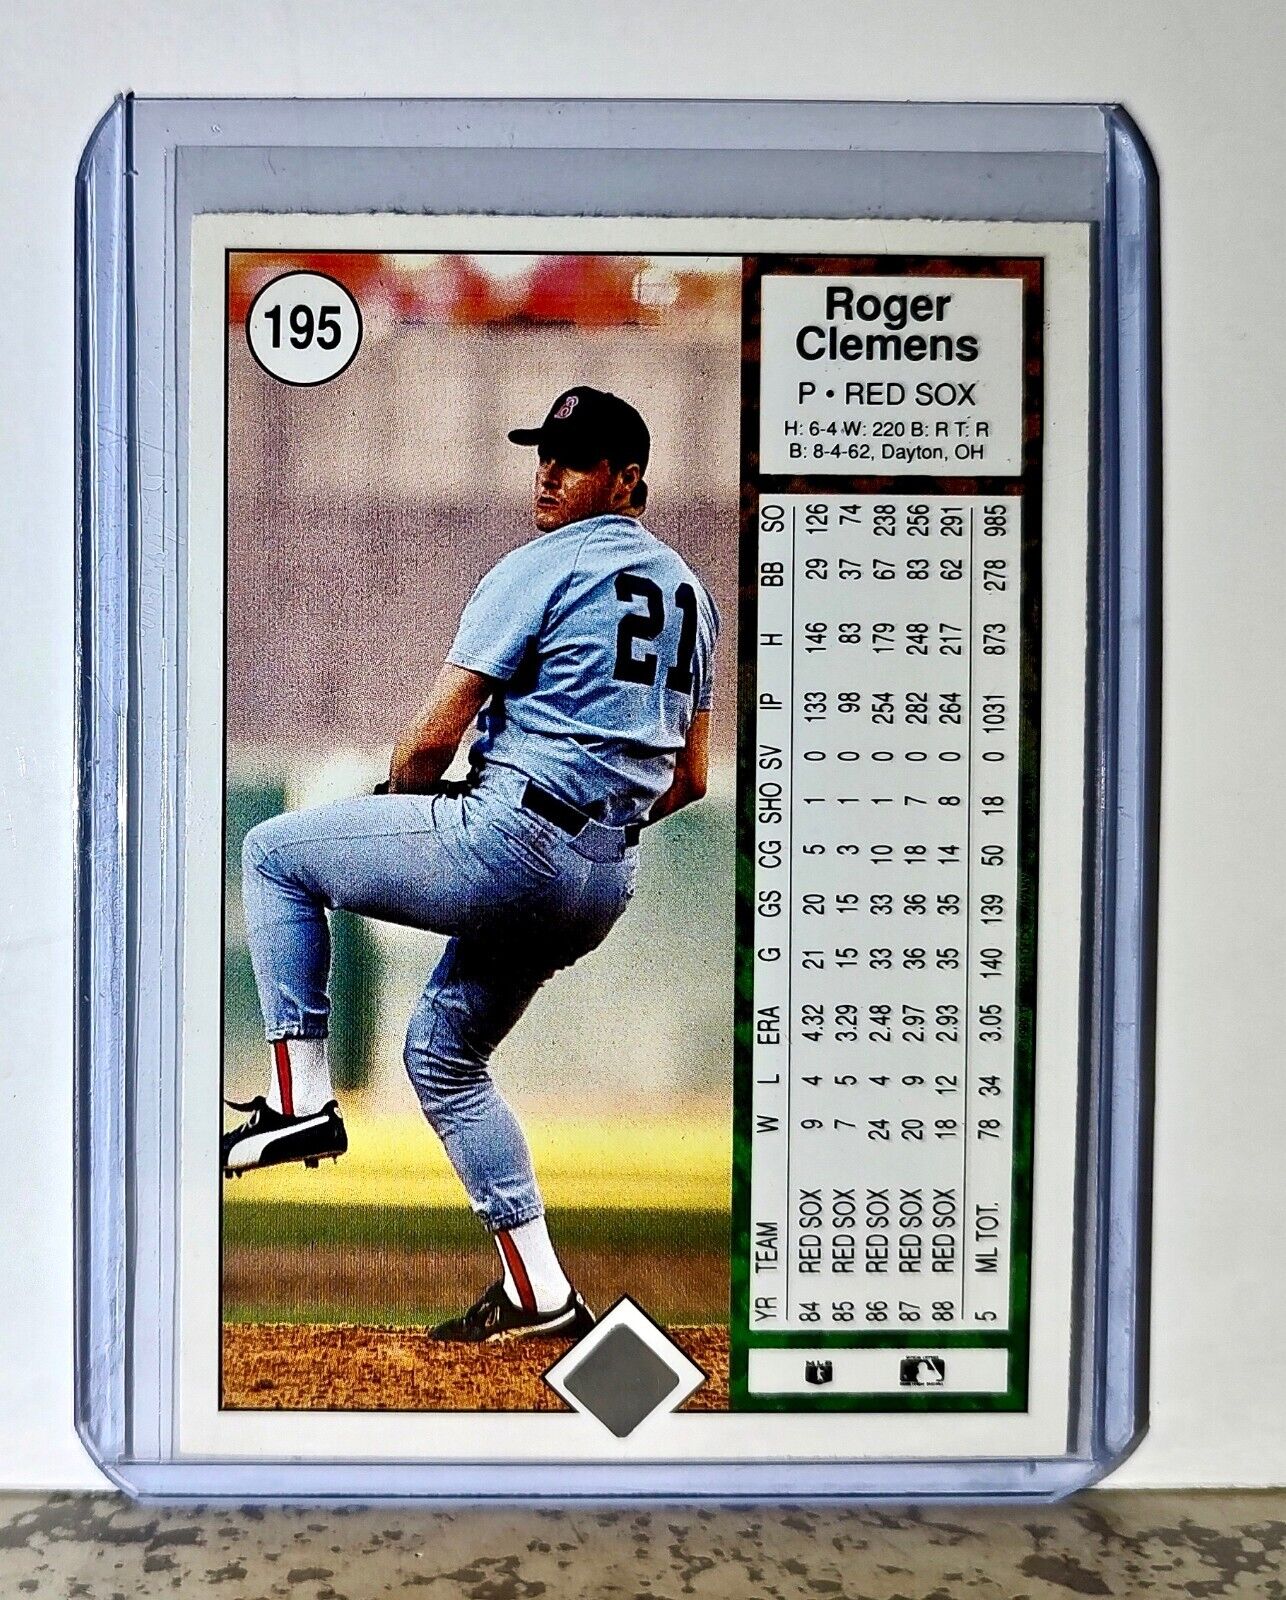 195
Roger
Clemens
P • RED SOX
H: 6-4 W: 220 B: R T: R
B: 8-4-62, Dayton, OH
B
21
YR TEAM W L ERA G GS CG SHO SV IP H BB SO
84 RED SOX 9 4 4.32 21 20 5 1 0 133 146 29 126
85 RED SOX 7 5 3.29 15 15 3 1 0 98 83 37 74
86 RED SOX 24 4 2.48 33 33 10 1 0 254 179 67 238
87 RED SOX 20 9 2.97 36 36 18 7 0 282 248 83 256
88 RED SOX 18 12 2.93 35 35 14 8 0 264 217 62 291
5 ML TOT. 78 34 3.05 140 139 50 18 0 1031 873 278 985